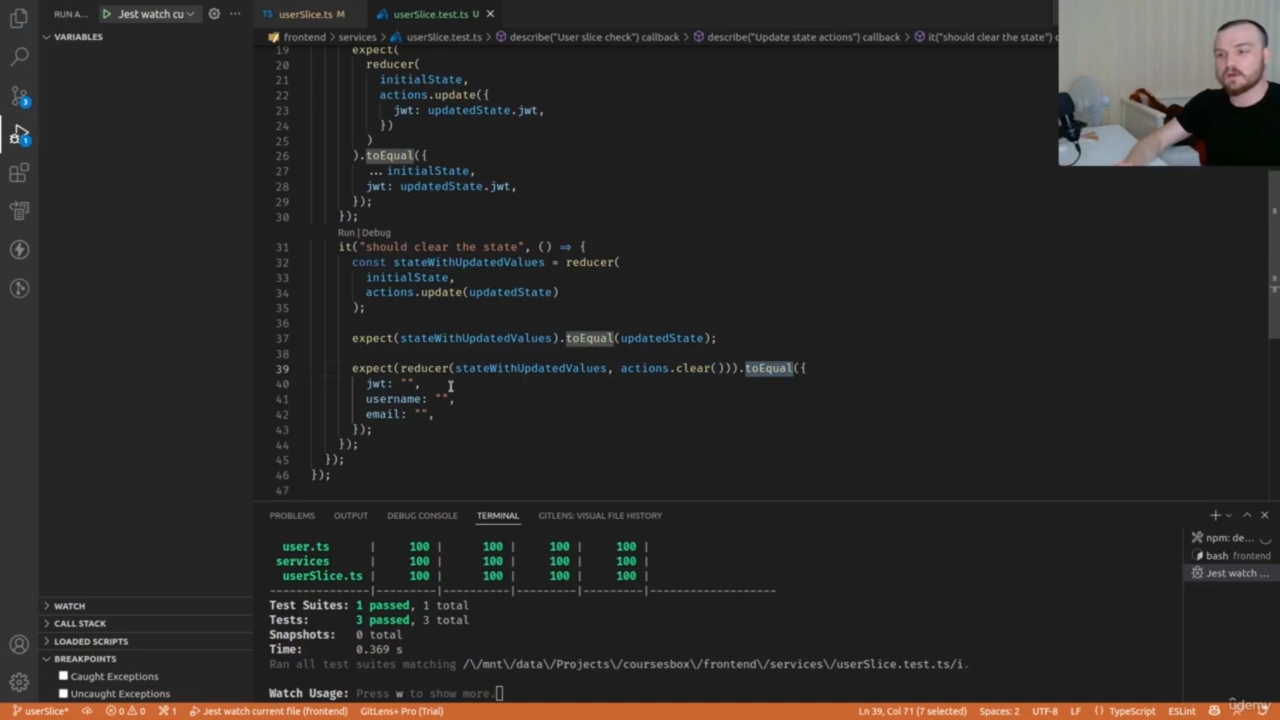 RUN A... Jest watch cu
userSlice.ts M
userSlice.test.ts U
VARIABLES
frontend > services > userSlice.test.ts > describe("User slice check") callback > describe("Update state actions") callback > it("should clear the state")
19 expect(
20 reducer(
21 initialState,
22 actions.update({
23 jwt: updatedState.jwt,
24 })
25 )
26 ).toEqual({
27 ...initialState,
28 jwt: updatedState.jwt,
29 });
30 });
Run | Debug
31 it("should clear the state", () => {
32 const stateWithUpdatedValues = reducer(
33 initialState,
34 actions.update(updatedState)
35 );
36
37 expect(stateWithUpdatedValues).toEqual(updatedState);
38
39 expect(reducer(stateWithUpdatedValues, actions.clear())).toEqual({
40 jwt: "",
41 username: "",
42 email: "",
43 });
44 });
45 });
46 });
47
PROBLEMS OUTPUT DEBUG CONSOLE TERMINAL GITLENS: VISUAL FILE HISTORY
user.ts | 100 | 100 | 100 | 100 |
services | 100 | 100 | 100 | 100 |
userSlice.ts | 100 | 100 | 100 | 100 |
Test Suites: 1 passed, 1 total
Tests: 3 passed, 3 total
Snapshots: 0 total
Time: 0.369 s
Ran all test suites matching /\/mnt\/data\/Projects\/coursesbox\/frontend\/services\/userSlice.test.ts/i.
Watch Usage: Press w to show more.
npm: de...
bash frontend
Jest watch ...
WATCH
CALL STACK
LOADED SCRIPTS
BREAKPOINTS
Caught Exceptions
Uncaught Exceptions
userSlice* 0 0 1 Jest watch current file (frontend) GitLens+ Pro (Trial) Ln 39, Col 71 (7 selected) Spaces: 2 UTF-8 LF {} TypeScript ESLint
udemy